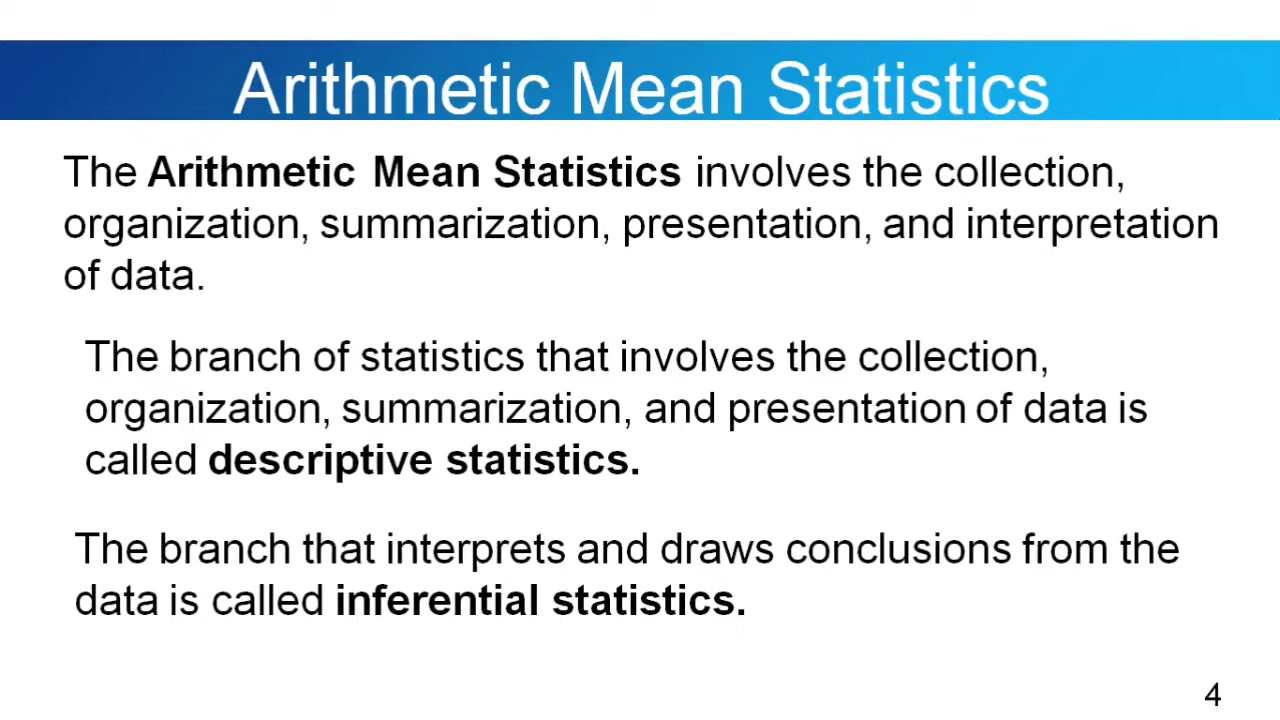 Arithmetic Mean Statistics
The Arithmetic Mean Statistics involves the collection,
organization, summarization, presentation, and interpretation
of data.
The branch of statistics that involves the collection,
organization, summarization, and presentation of data is
called descriptive statistics.
The branch that interprets and draws conclusions from the
data is called inferential statistics.
4